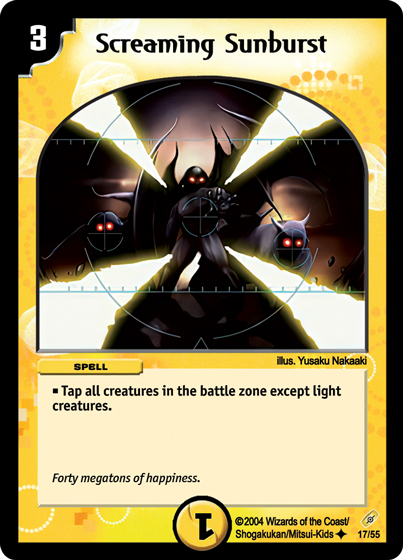 3
Screaming Sunburst
illus. Yusaku Nakaaki
SPELL
▪ Tap all creatures in the battle zone except light
creatures.
Forty megatons of happiness.
1
©2004 Wizards of the Coast/
Shogakukan/Mitsui-Kids ✦ 17/55